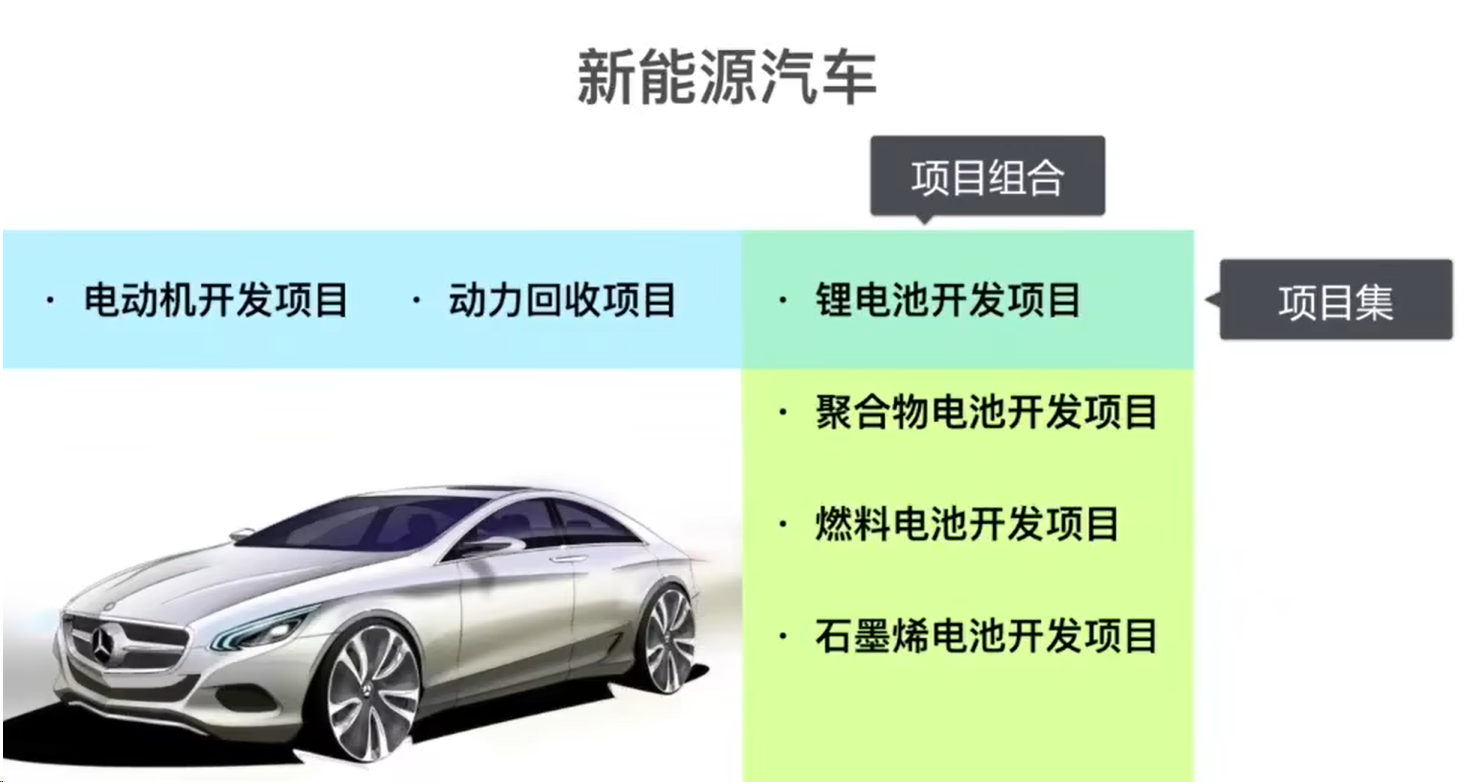 新能源汽车
项目组合
· 电动机开发项目 · 动力回收项目 · 锂电池开发项目
项目集
· 聚合物电池开发项目
· 燃料电池开发项目
· 石墨烯电池开发项目